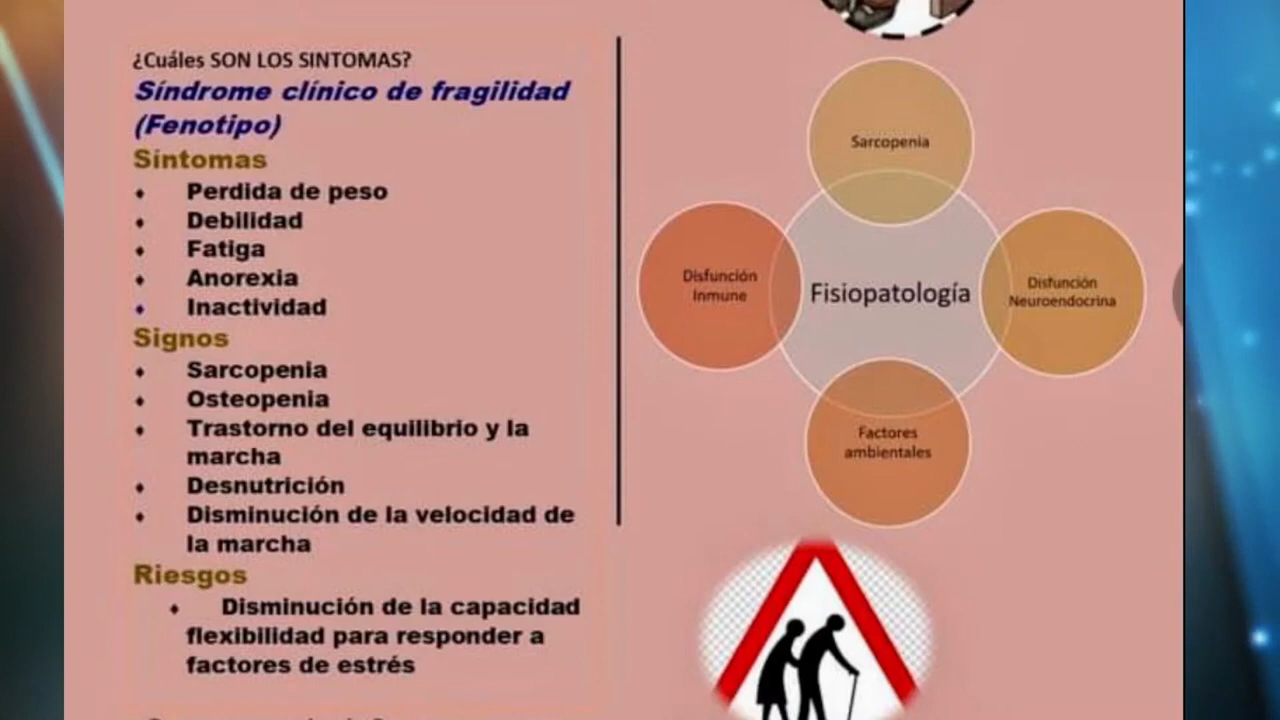 ¿Cuáles SON LOS SINTOMAS?
Síndrome clínico de fragilidad
(Fenotipo)
Síntomas
Perdida de peso
Debilidad
Fatiga
Anorexia
Inactividad
Signos
Sarcopenia
Osteopenia
Trastorno del equilibrio y la
marcha
Desnutrición
Disminución de la velocidad de
la marcha
Riesgos
Disminución de la capacidad
flexibilidad para responder a
factores de estrés
Sarcopenia
Disfunción
Inmune
Fisiopatología
Disfunción
Neuroendocrina
Factores
ambientales